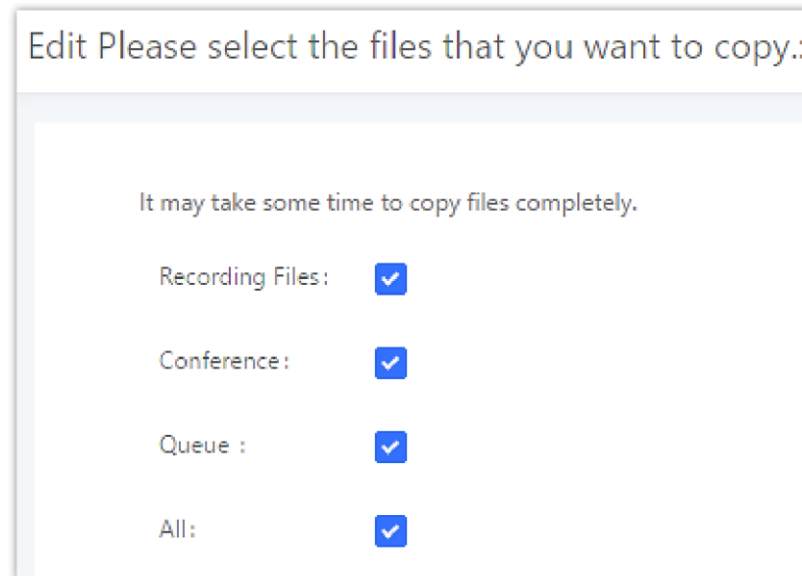 Edit Please select the files that you want to copy.:
It may take some time to copy files completely.
Recording Files:
Conference:
Queue :
All: